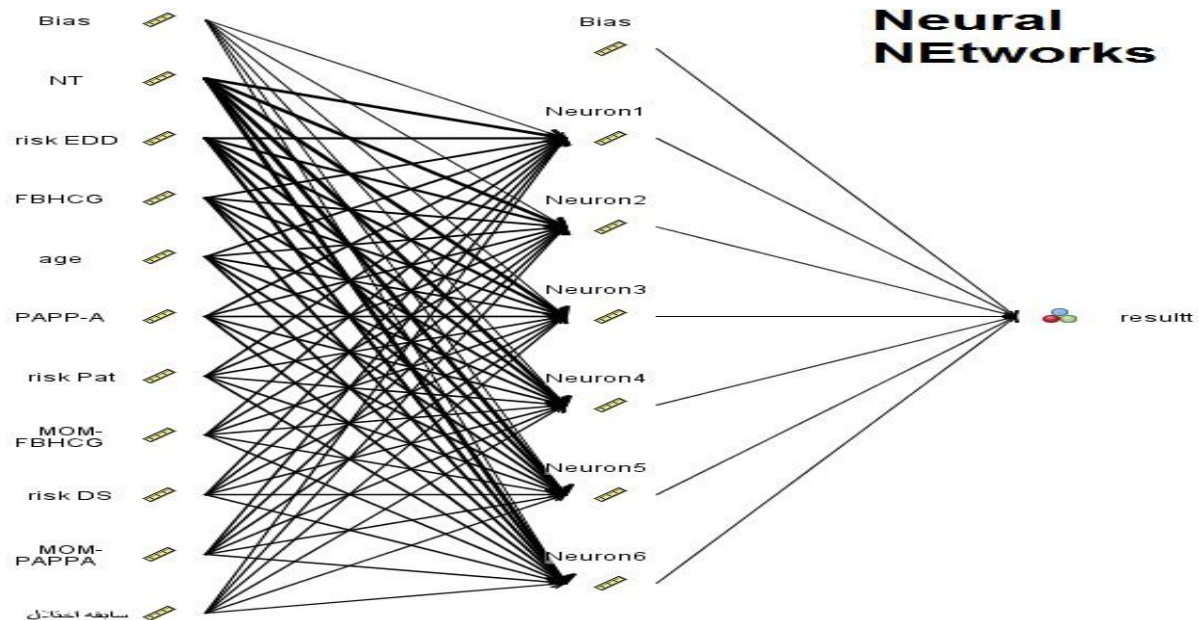 Neural
NEtworks
Bias
NT
risk EDD
FBHCG
age
PAPP-A
risk Pat
MOM-
FBHCG
risk DS
MOM-
PAPPA
سابقه اختلال
Bias
Neuron1
Neuron2
Neuron3
Neuron4
Neuron5
Neuron6
resultt